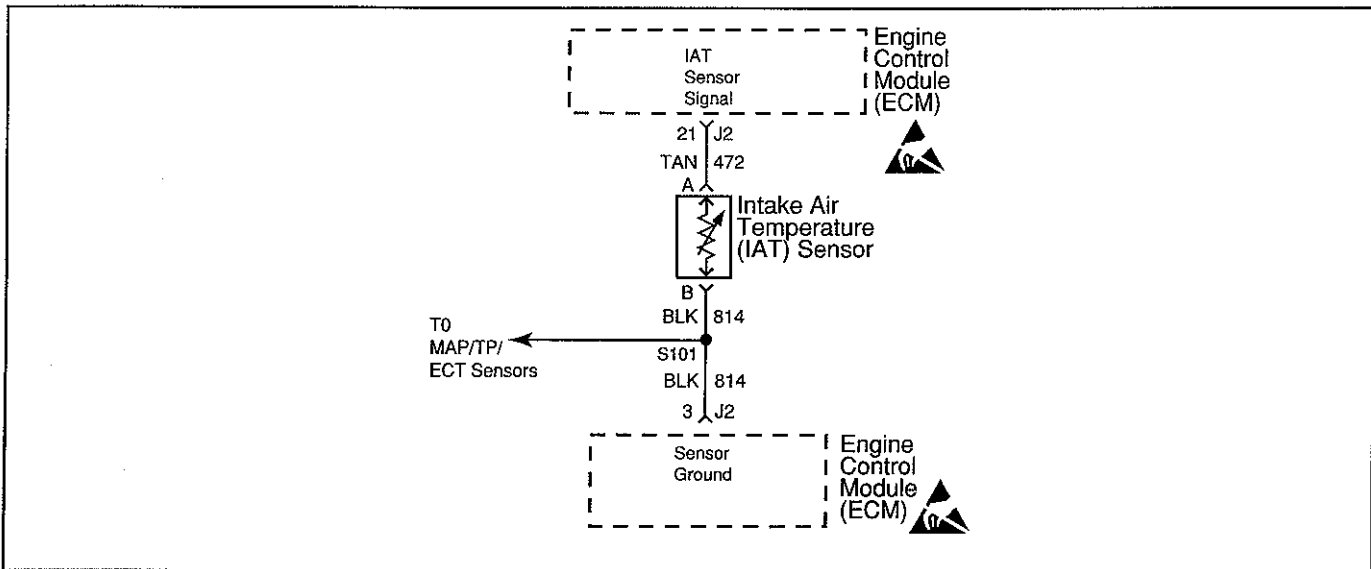 IAT
Sensor
Signal
Engine
Control
Module
(ECM)
21 J2
TAN 472
A
Intake Air
Temperature
(IAT) Sensor
B
BLK 814
T0
MAP/TP/
ECT Sensors
S101
BLK 814
3 J2
Sensor
Ground
Engine
Control
Module
(ECM)